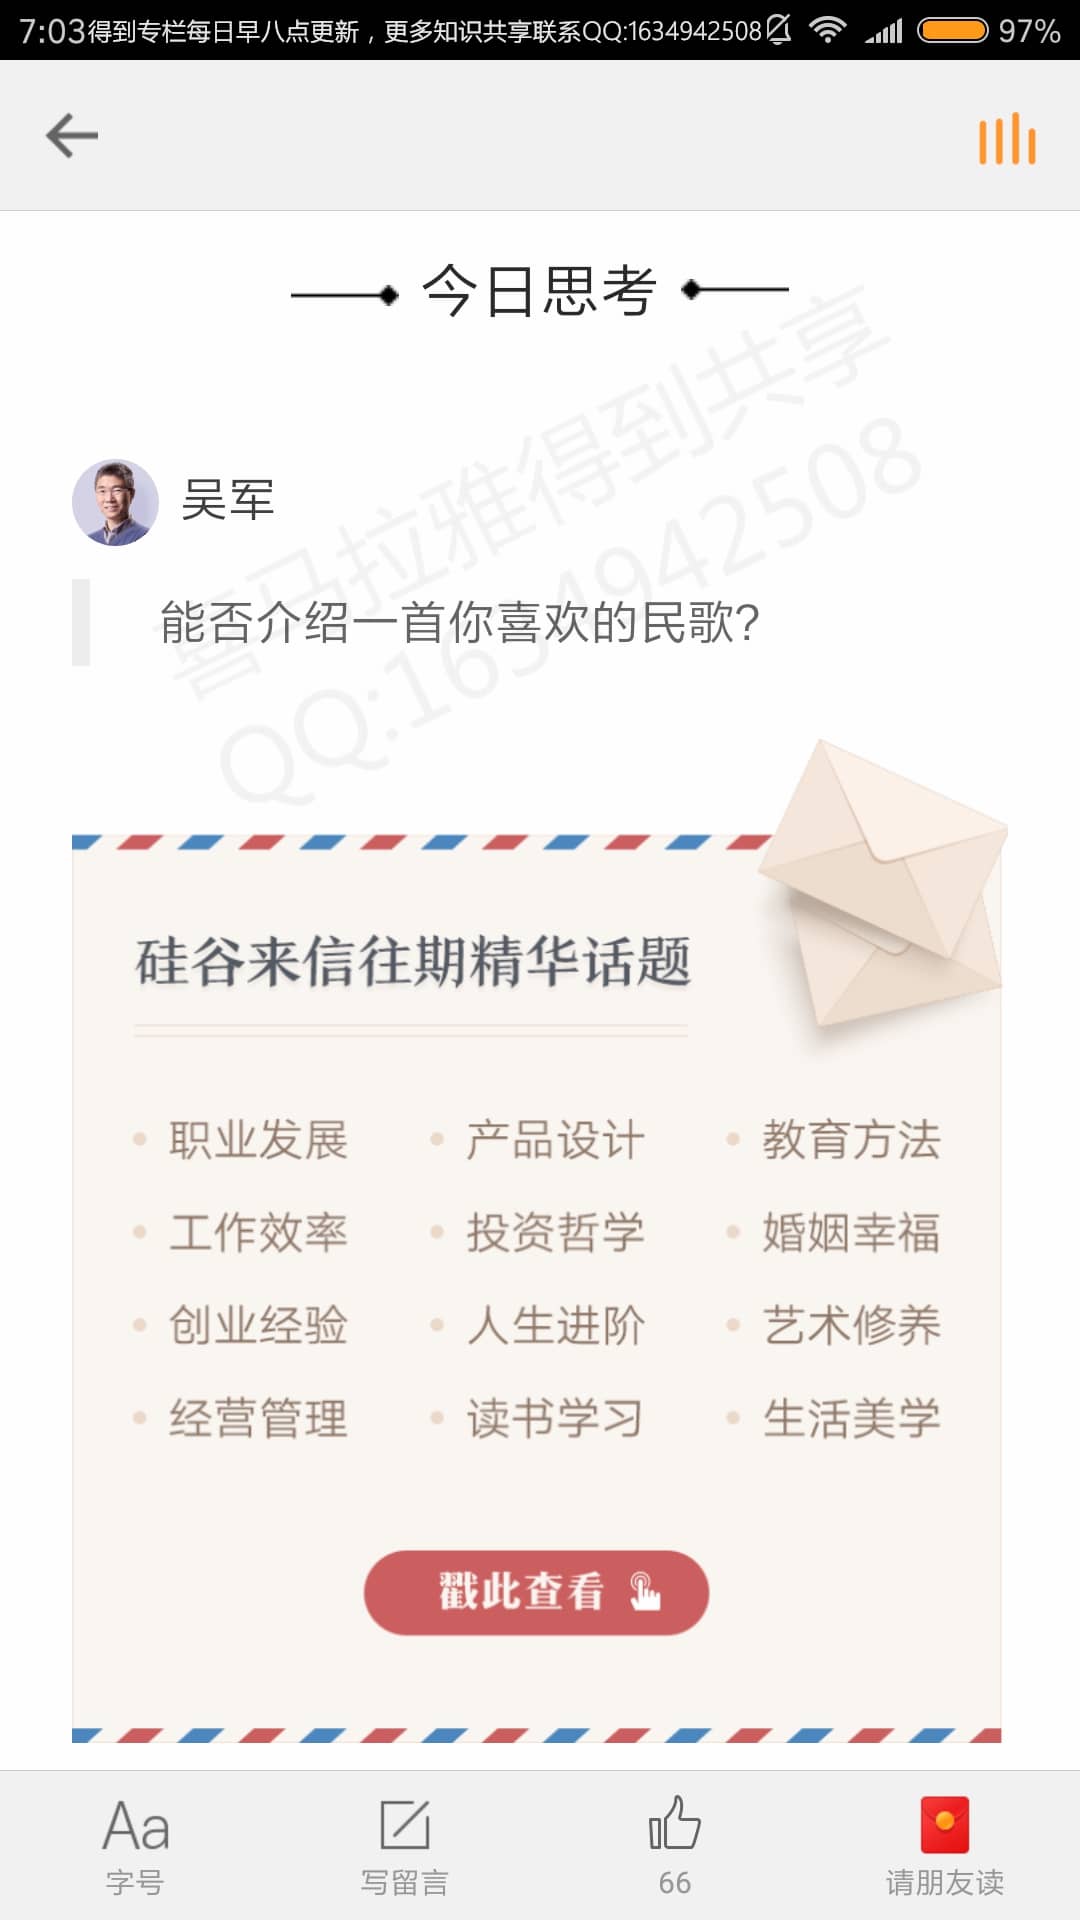 7:03得到专栏每日早八点更新，更多知识共享联系QQ:1634942508 97%
今日思考
喜马拉雅得到共享
QQ:1634942508
吴军
能否介绍一首你喜欢的民歌?
硅谷来信往期精华话题
职业发展 产品设计 教育方法
工作效率 投资哲学 婚姻幸福
创业经验 人生进阶 艺术修养
经营管理 读书学习 生活美学
戳此查看
Aa
字号 写留言 66 请朋友读